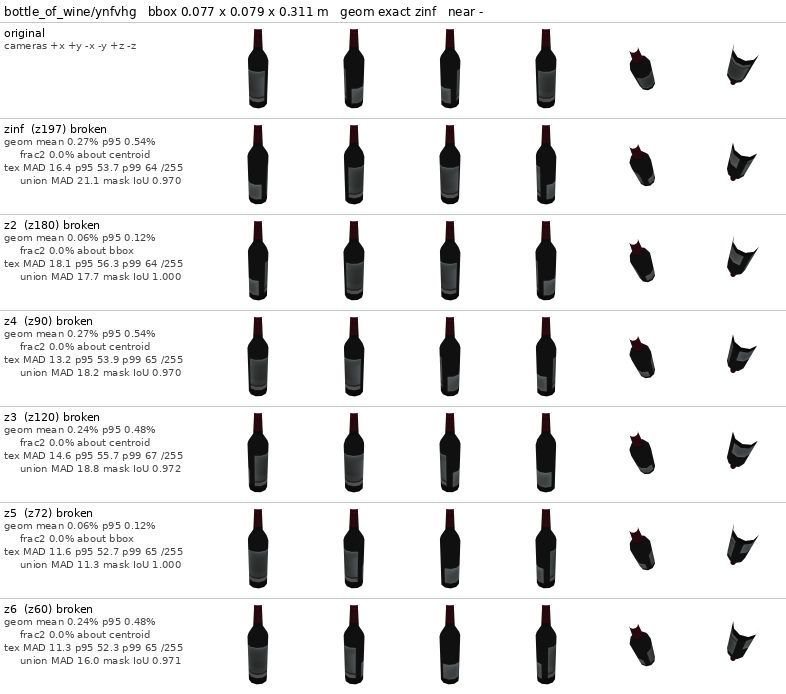 bottle_of_wine/ynfvhg   bbox 0.077 x 0.079 x 0.311 m   geom exact zinf   near -
original
cameras +x +y -x -y +z -z
zinf  (z197) broken
geom mean 0.27% p95 0.54%
frac2 0.0% about centroid
tex MAD 16.4 p95 53.7 p99 64 /255
union MAD 21.1 mask IoU 0.970
z2  (z180) broken
geom mean 0.06% p95 0.12%
frac2 0.0% about bbox
tex MAD 18.1 p95 56.3 p99 64 /255
union MAD 17.7 mask IoU 1.000
z4  (z90) broken
geom mean 0.27% p95 0.54%
frac2 0.0% about centroid
tex MAD 13.2 p95 53.9 p99 65 /255
union MAD 18.2 mask IoU 0.970
z3  (z120) broken
geom mean 0.24% p95 0.48%
frac2 0.0% about centroid
tex MAD 14.6 p95 55.7 p99 67 /255
union MAD 18.8 mask IoU 0.972
z5  (z72) broken
geom mean 0.06% p95 0.12%
frac2 0.0% about bbox
tex MAD 11.6 p95 52.7 p99 65 /255
union MAD 11.3 mask IoU 1.000
z6  (z60) broken
geom mean 0.24% p95 0.48%
frac2 0.0% about centroid
tex MAD 11.3 p95 52.3 p99 65 /255
union MAD 16.0 mask IoU 0.971